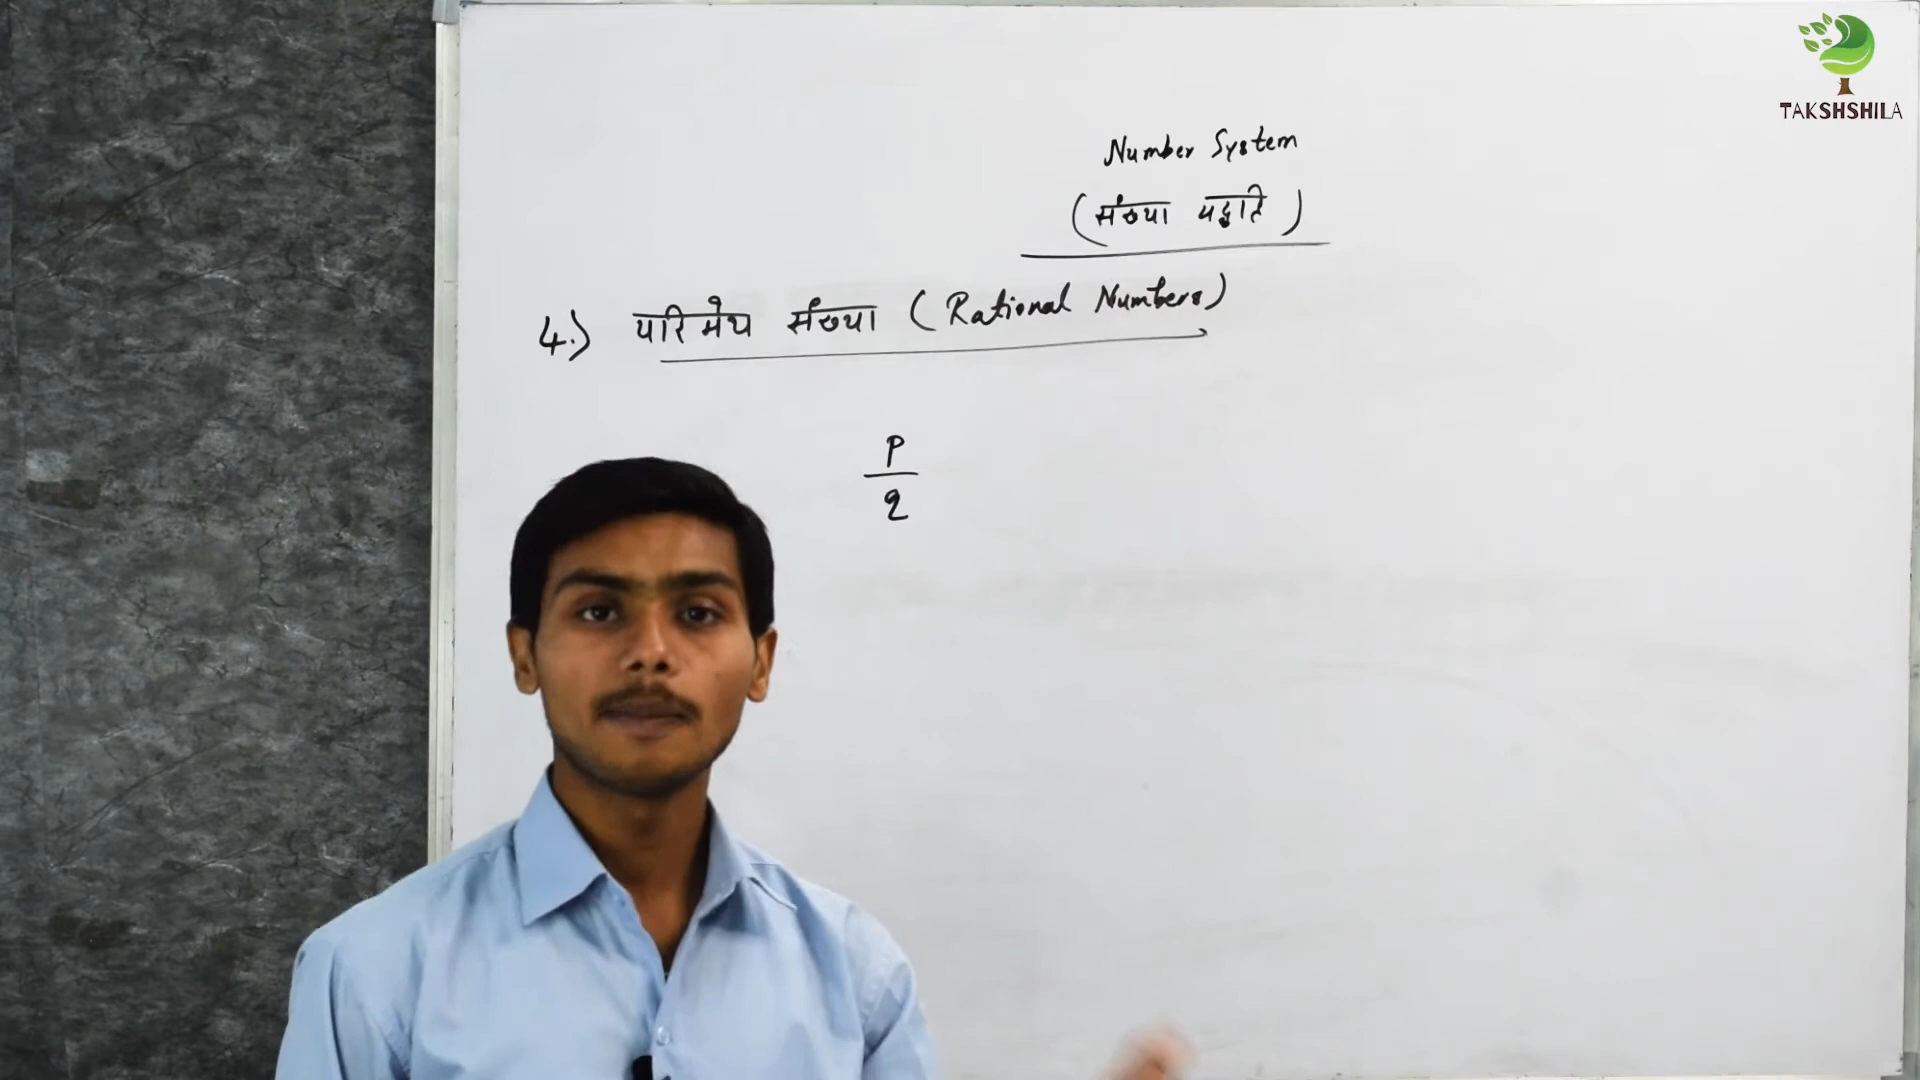 TAKSHSHILA
Number System
(संख्या पद्धति)
4.) परिमेय संख्या (Rational Numbers)
P
q